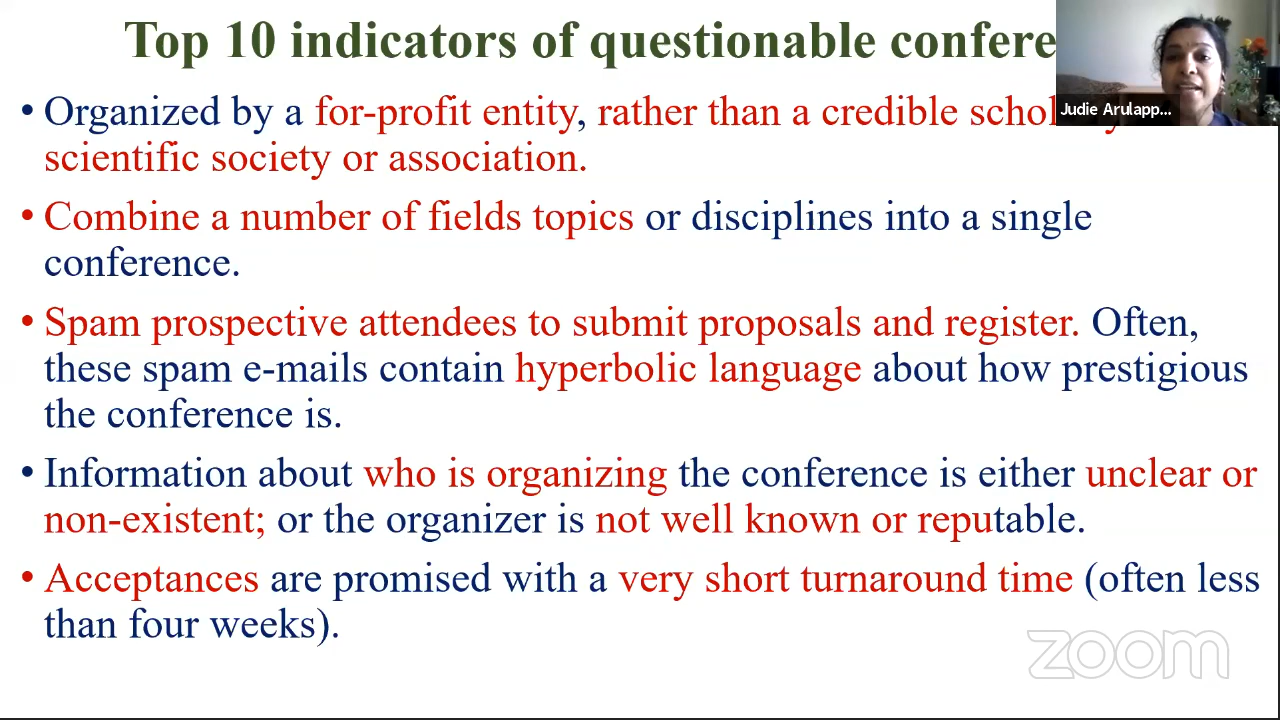 Top 10 indicators of questionable confere
Judie Arulapp...
• Organized by a for-profit entity, rather than a credible schol y
scientific society or association.
• Combine a number of fields topics or disciplines into a single
conference.
• Spam prospective attendees to submit proposals and register. Often,
these spam e-mails contain hyperbolic language about how prestigious
the conference is.
• Information about who is organizing the conference is either unclear or
non-existent; or the organizer is not well known or reputable.
• Acceptances are promised with a very short turnaround time (often less
than four weeks).
zoom